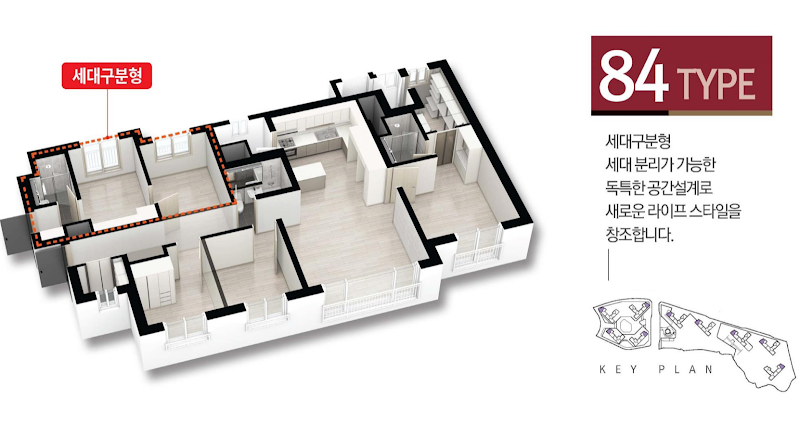 세대구분형
84 TYPE
세대구분형
세대 분리가 가능한
독특한 공간설계로
새로운 라이프 스타일을
창조합니다.
KEY PLAN